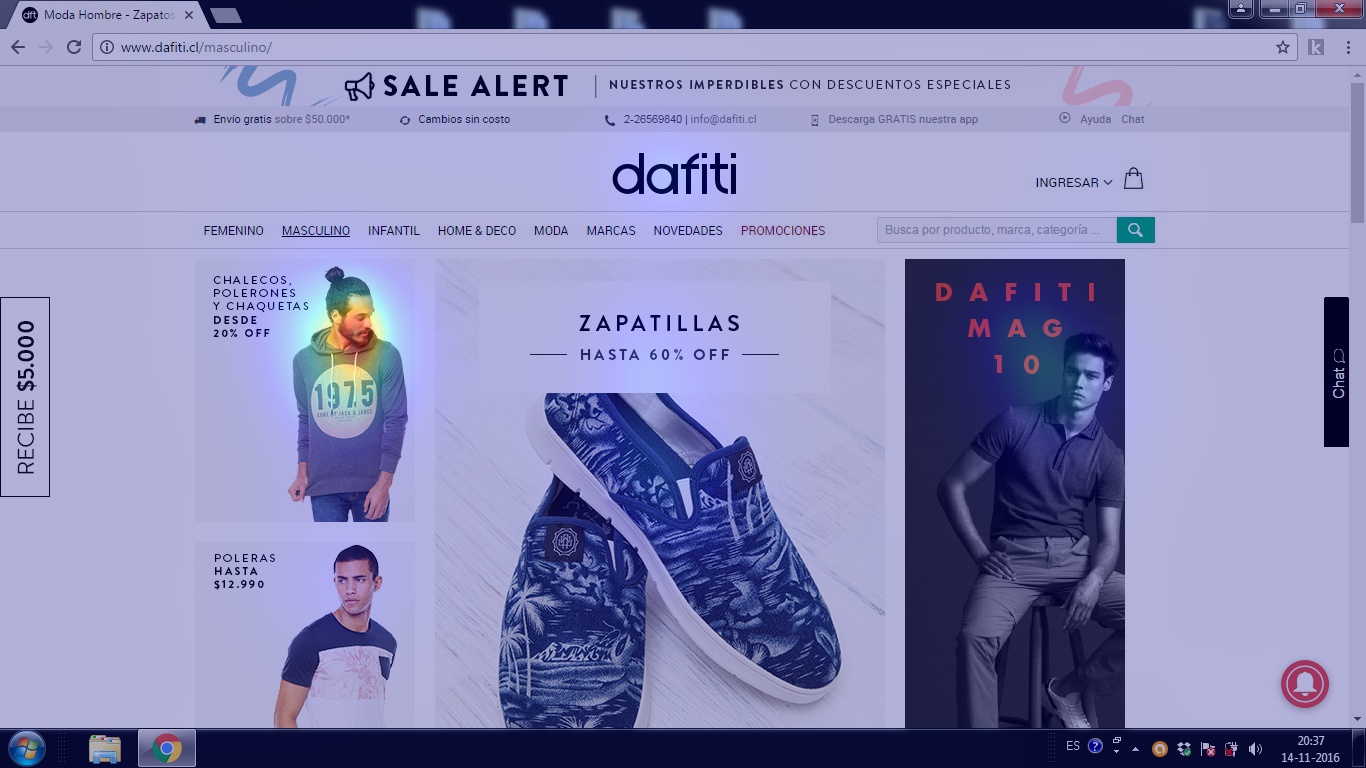 Moda Hombre - Zapatos
www.dafiti.cl/masculino/
SALE ALERT | NUESTROS IMPERDIBLES CON DESCUENTOS ESPECIALES
Envío gratis sobre $50.000*
Cambios sin costo
2-26569840 | info@dafiti.cl
Descarga GRATIS nuestra app
Ayuda
Chat
dafiti
INGRESAR
FEMENINO MASCULINO INFANTIL HOME & DECO MODA MARCAS NOVEDADES PROMOCIONES
Busca por producto, marca, categoría ...
RECIBE $5.000
CHALECOS,
POLERONES
Y CHAQUETAS
DESDE
20% OFF
1975
CORE BY JACK & JONES
ZAPATILLAS
HASTA 60% OFF
DAFITI
MAG
10
Chat
POLERAS
HASTA
$12.990
ES
20:37
14-11-2016